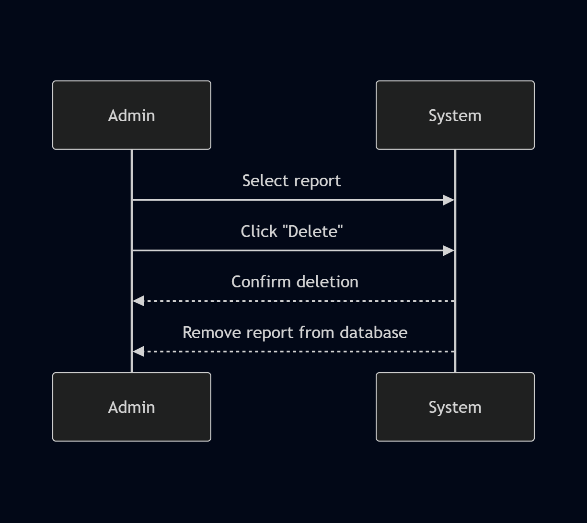 Admin
System
Select report
Click "Delete"
Confirm deletion
Remove report from database
Admin
System